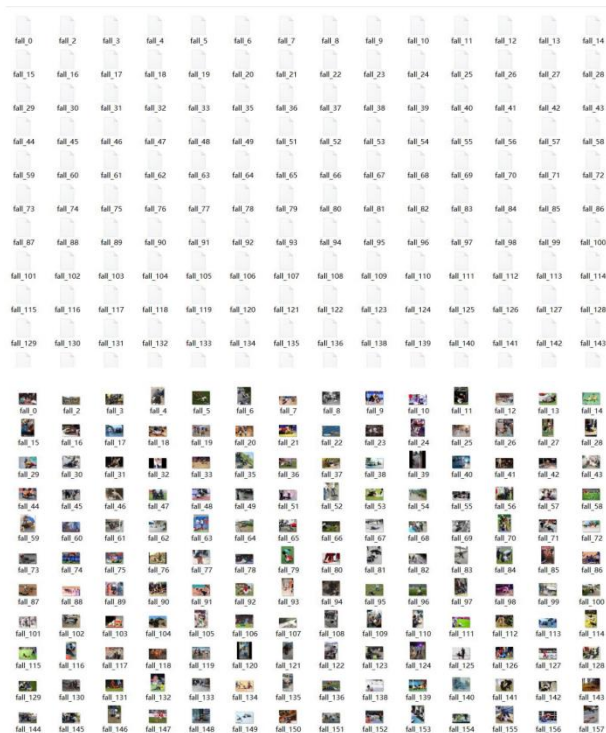 fall_0 fall_2 fall_3 fall_4 fall_5 fall_6 fall_7 fall_8 fall_9 fall_10 fall_11 fall_12 fall_13 fall_14
fall_15 fall_16 fall_17 fall_18 fall_19 fall_20 fall_21 fall_22 fall_23 fall_24 fall_25 fall_26 fall_27 fall_28
fall_29 fall_30 fall_31 fall_32 fall_33 fall_35 fall_36 fall_37 fall_38 fall_39 fall_40 fall_41 fall_42 fall_43
fall_44 fall_45 fall_46 fall_47 fall_48 fall_49 fall_51 fall_52 fall_53 fall_54 fall_55 fall_56 fall_57 fall_58
fall_59 fall_60 fall_61 fall_62 fall_63 fall_64 fall_65 fall_66 fall_67 fall_68 fall_69 fall_70 fall_71 fall_72
fall_73 fall_74 fall_75 fall_76 fall_77 fall_78 fall_79 fall_80 fall_81 fall_82 fall_83 fall_84 fall_85 fall_86
fall_87 fall_88 fall_89 fall_90 fall_91 fall_92 fall_93 fall_94 fall_95 fall_96 fall_97 fall_98 fall_99 fall_100
fall_101 fall_102 fall_103 fall_104 fall_105 fall_106 fall_107 fall_108 fall_109 fall_110 fall_111 fall_112 fall_113 fall_114
fall_115 fall_116 fall_117 fall_118 fall_119 fall_120 fall_121 fall_122 fall_123 fall_124 fall_125 fall_126 fall_127 fall_128
fall_129 fall_130 fall_131 fall_132 fall_133 fall_134 fall_135 fall_136 fall_138 fall_139 fall_140 fall_141 fall_142 fall_143
fall_0 fall_2 fall_3 fall_4 fall_5 fall_6 fall_7 fall_8 fall_9 fall_10 fall_11 fall_12 fall_13 fall_14
fall_15 fall_16 fall_17 fall_18 fall_19 fall_20 fall_21 fall_22 fall_23 fall_24 fall_25 fall_26 fall_27 fall_28
fall_29 fall_30 fall_31 fall_32 fall_33 fall_35 fall_36 fall_37 fall_38 fall_39 fall_40 fall_41 fall_42 fall_43
fall_44 fall_45 fall_46 fall_47 fall_48 fall_49 fall_51 fall_52 fall_53 fall_54 fall_55 fall_56 fall_57 fall_58
fall_59 fall_60 fall_61 fall_62 fall_63 fall_64 fall_65 fall_66 fall_67 fall_68 fall_69 fall_70 fall_71 fall_72
fall_73 fall_74 fall_75 fall_76 fall_77 fall_78 fall_79 fall_80 fall_81 fall_82 fall_83 fall_84 fall_85 fall_86
fall_87 fall_88 fall_89 fall_90 fall_91 fall_92 fall_93 fall_94 fall_95 fall_96 fall_97 fall_98 fall_99 fall_100
fall_101 fall_102 fall_103 fall_104 fall_105 fall_106 fall_107 fall_108 fall_109 fall_110 fall_111 fall_112 fall_113 fall_114
fall_115 fall_116 fall_117 fall_118 fall_119 fall_120 fall_121 fall_122 fall_123 fall_124 fall_125 fall_126 fall_127 fall_128
fall_129 fall_130 fall_131 fall_132 fall_133 fall_134 fall_135 fall_136 fall_138 fall_139 fall_140 fall_141 fall_142 fall_143
fall_144 fall_145 fall_146 fall_147 fall_148 fall_149 fall_150 fall_151 fall_152 fall_153 fall_154 fall_155 fall_156 fall_157